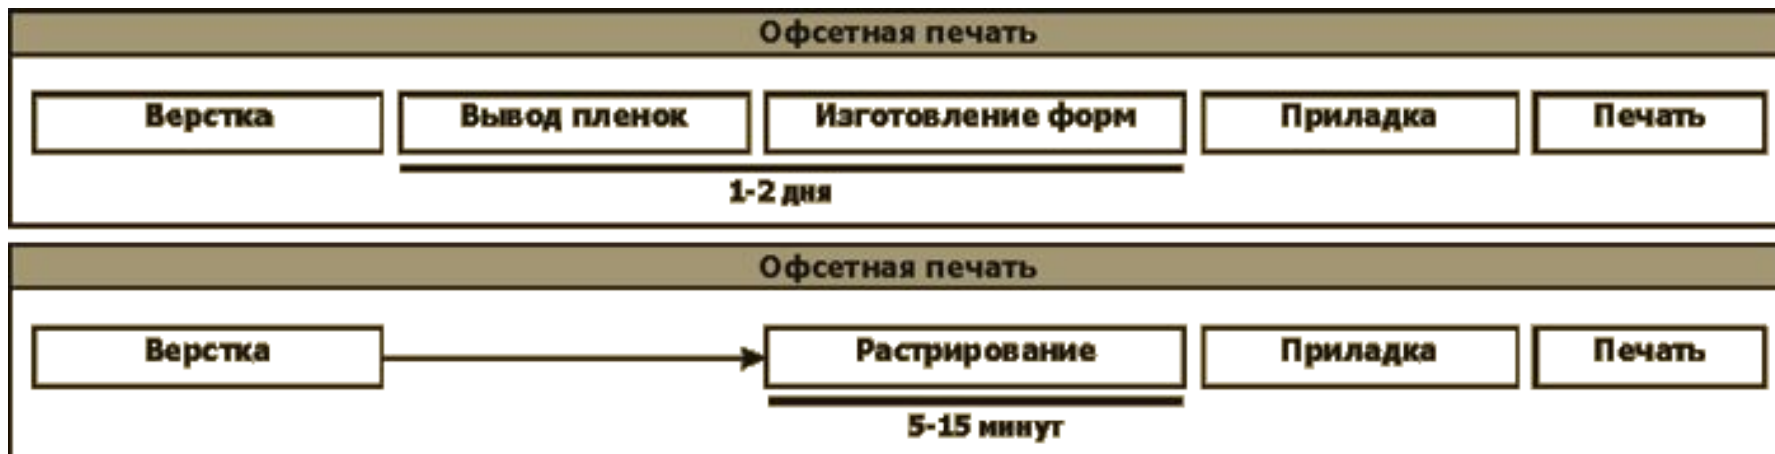 Офсетная печать
Верстка Вывод пленок Изготовление форм Приладка Печать
1-2 дня
Офсетная печать
Верстка Растрирование Приладка Печать
5-15 минут